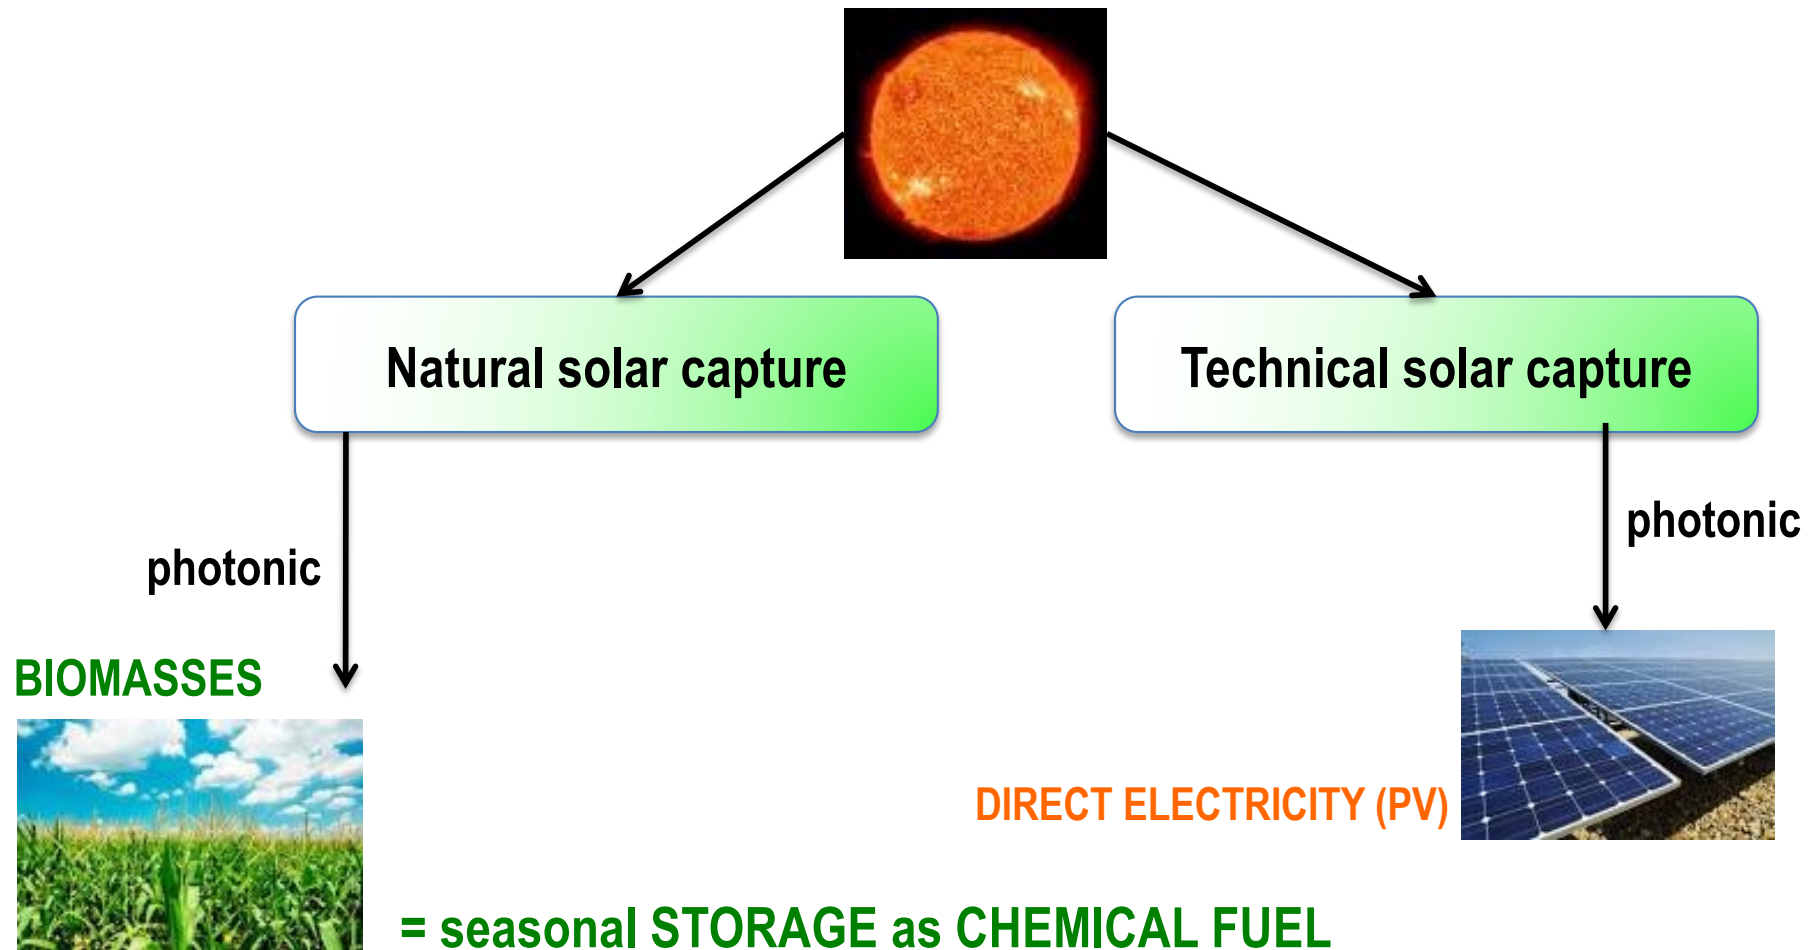 Natural solar capture
Technical solar capture
photonic
photonic
BIOMASSES
DIRECT ELECTRICITY (PV)
= seasonal STORAGE as CHEMICAL FUEL